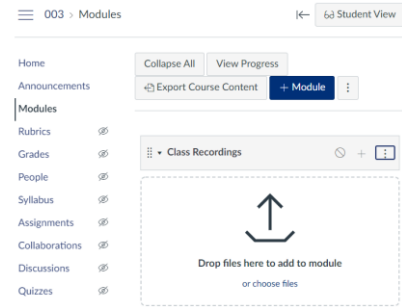 003 > Modules
Student View
Home
Announcements
Modules
Rubrics
Grades
People
Syllabus
Assignments
Collaborations
Discussions
Quizzes
Collapse All
View Progress
Export Course Content
+ Module
Class Recordings
Drop files here to add to module
or choose files